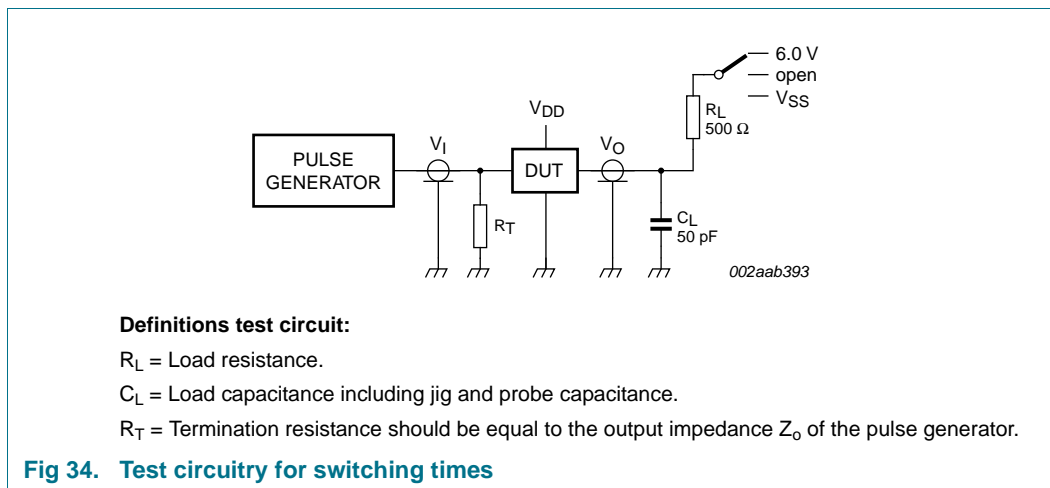 6.0 V
open
VSS
RL
500 Ω
VDD
VI
VO
PULSE
GENERATOR
DUT
RT
CL
50 pF
002aab393
Definitions test circuit:
RL = Load resistance.
CL = Load capacitance including jig and probe capacitance.
RT = Termination resistance should be equal to the output impedance Zo of the pulse generator.
Fig 34. Test circuitry for switching times